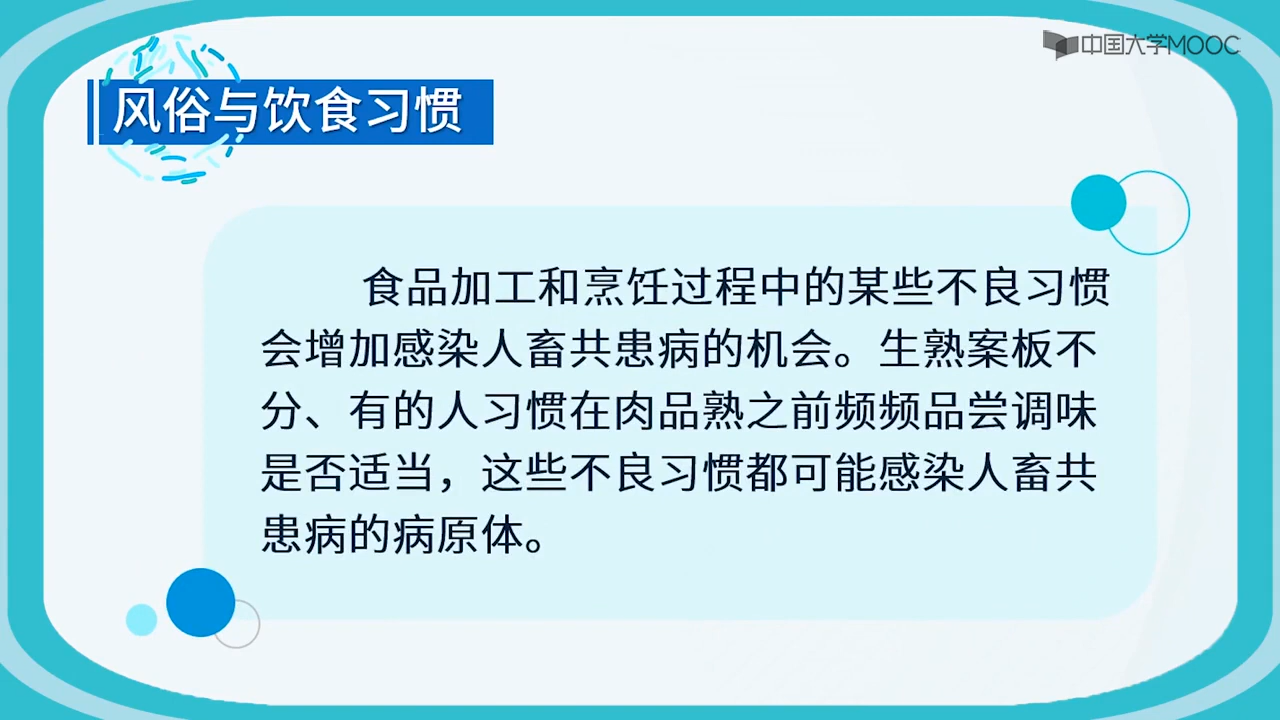 中国大学MOOC
风俗与饮食习惯
食品加工和烹饪过程中的某些不良习惯
会增加感染人畜共患病的机会。生熟案板不
分、有的人习惯在肉品熟之前频频品尝调味
是否适当，这些不良习惯都可能感染人畜共
患病的病原体。